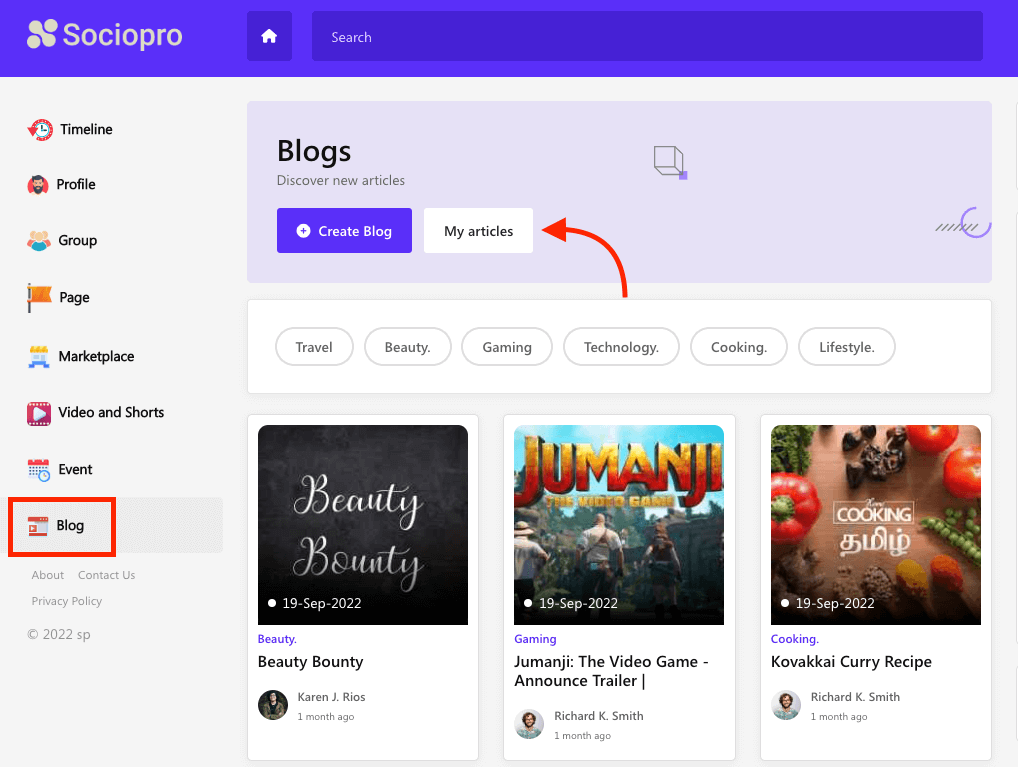 Sociopro
Search
Timeline
Profile
Group
Page
Marketplace
Video and Shorts
Event
Blog
About Contact Us
Privacy Policy
© 2022 sp
Blogs
Discover new articles
Create Blog My articles
Travel Beauty. Gaming Technology. Cooking. Lifestyle.
Beauty
Bounty
19-Sep-2022
Beauty.
Beauty Bounty
Karen J. Rios
1 month ago
JUMANJI
THE VIDEO GAME
19-Sep-2022
Gaming
Jumanji: The Video Game -
Announce Trailer |
Richard K. Smith
1 month ago
COOKING
தமிழ்
19-Sep-2022
Cooking.
Kovakkai Curry Recipe
Richard K. Smith
1 month ago